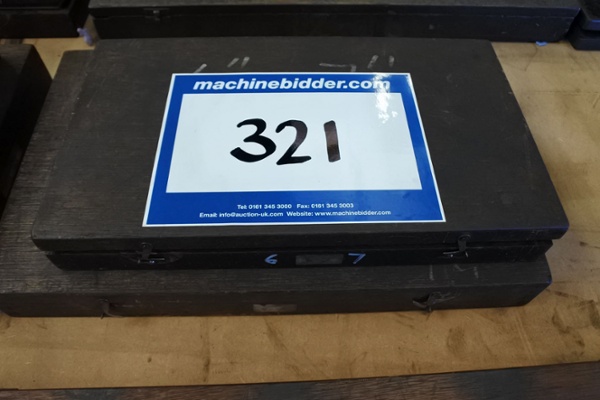 machinebidder.com
321
Tel: 0161 345 3000 Fax: 0161 345 3003
Email: info@auction-uk.com Website: www.machinebidder.com
6 7